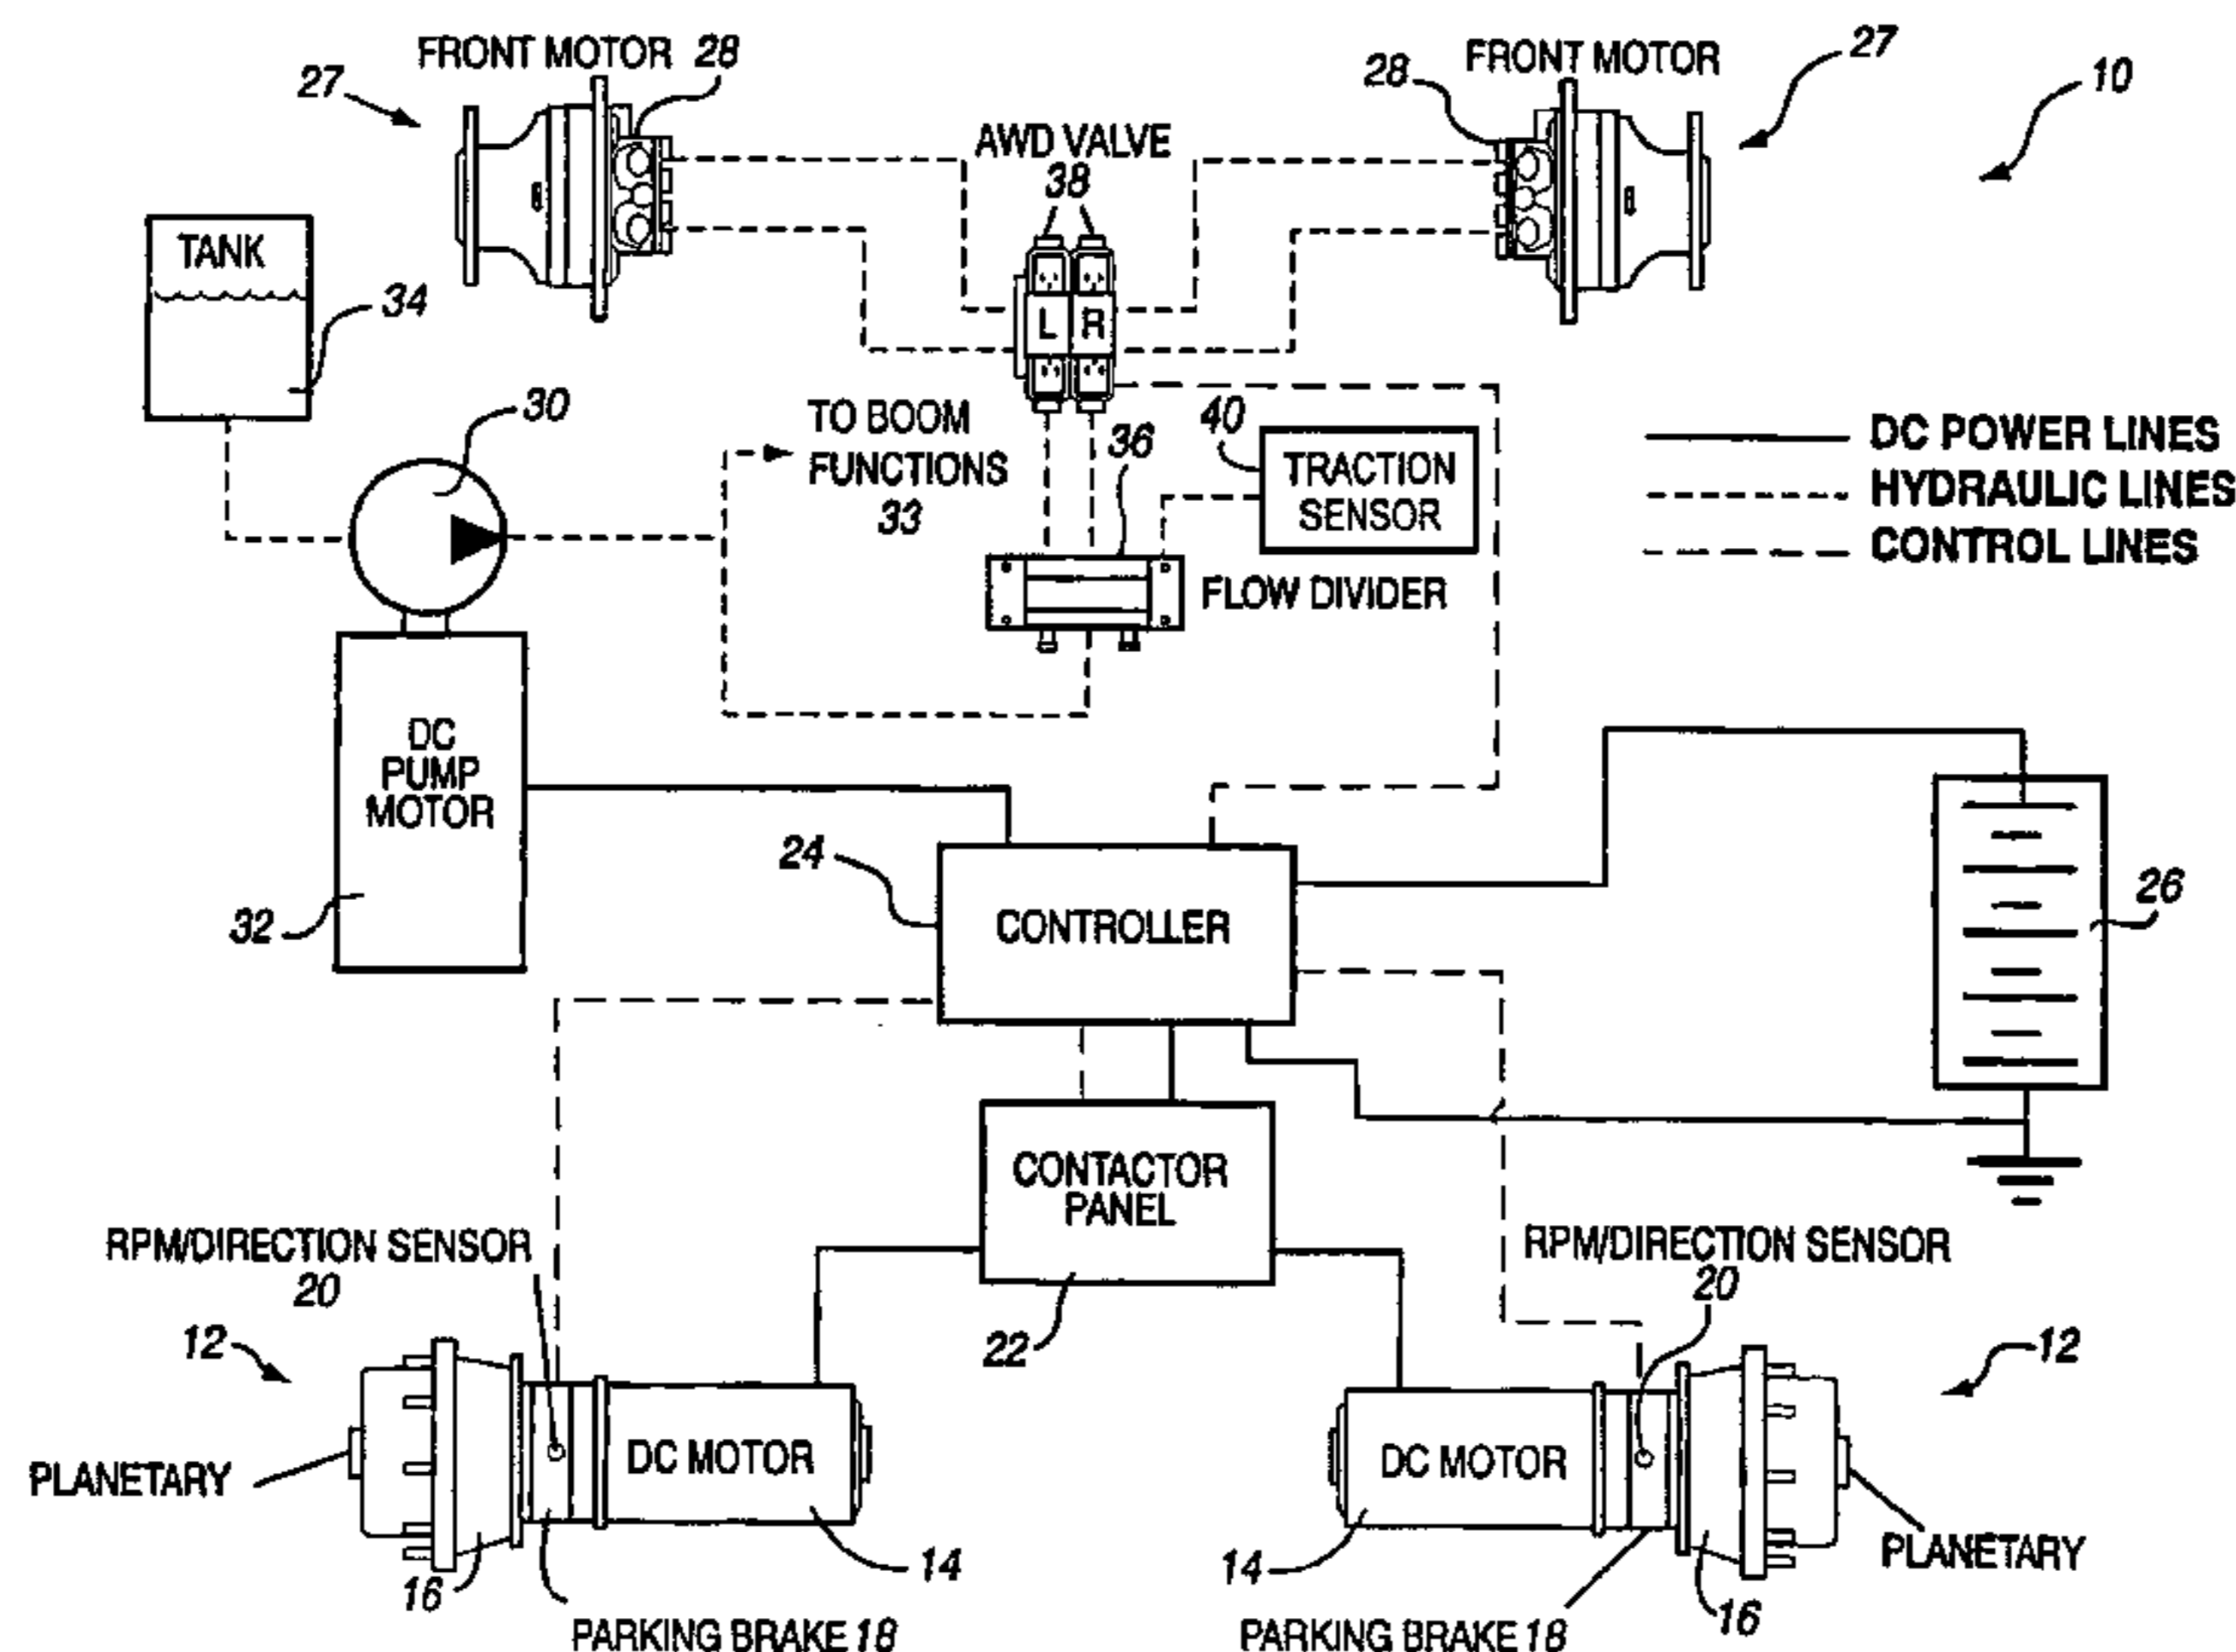 FRONT MOTOR 28
27
FRONT MOTOR
28
27
10
AWD VALVE
38
TANK
34
L R
30
TO BOOM
FUNCTIONS
33
36
40
TRACTION
SENSOR
DC POWER LINES
HYDRAULIC LINES
CONTROL LINES
FLOW DIVIDER
DC
PUMP
MOTOR
32
24
CONTROLLER
26
CONTACTOR
PANEL
22
RPM/DIRECTION SENSOR
20
RPM/DIRECTION SENSOR
20
12
12
PLANETARY
DC MOTOR
DC MOTOR
PLANETARY
16
14
14
16
PARKING BRAKE 18
PARKING BRAKE 18